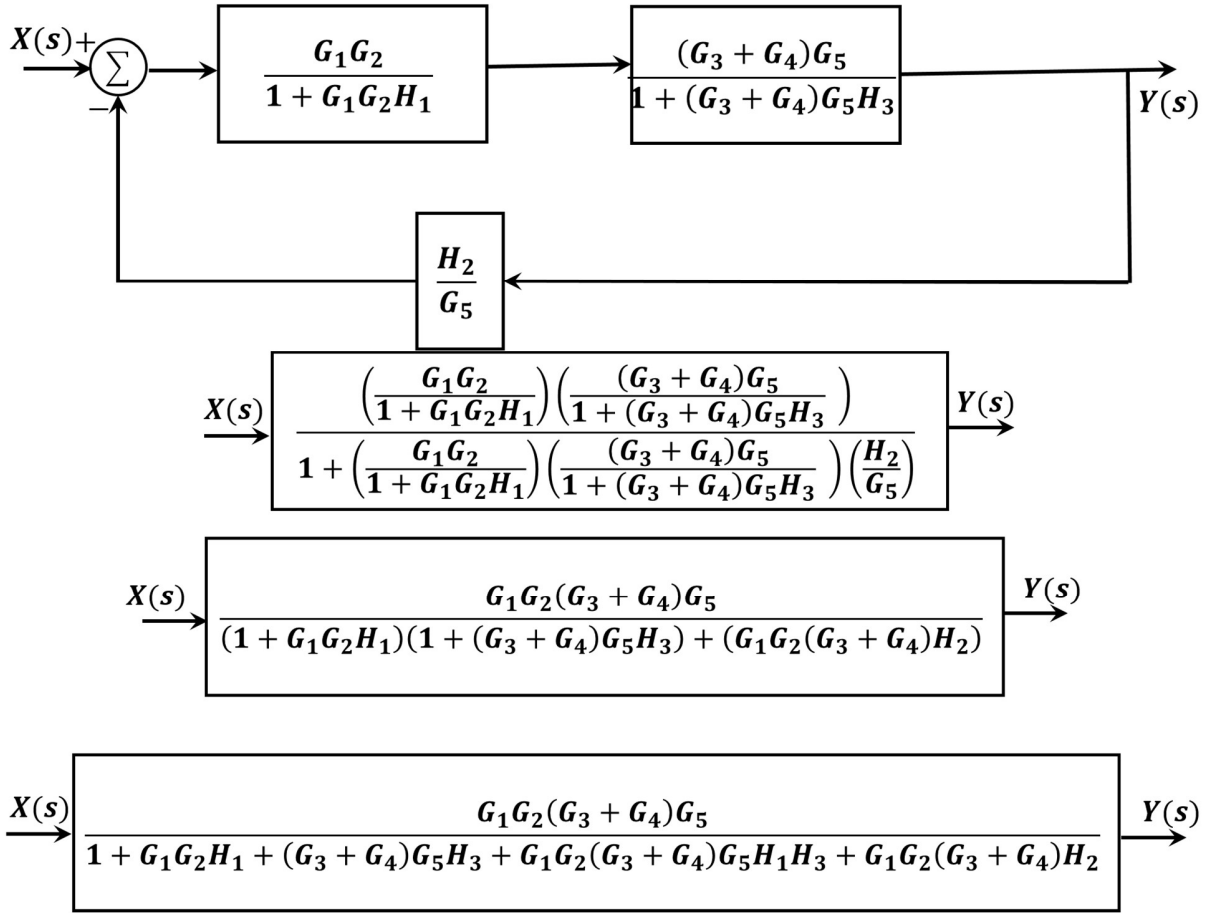 X(s) + ∑ −
G₁G₂ / (1 + G₁G₂H₁)
(G₃ + G₄)G₅ / (1 + (G₃ + G₄)G₅H₃)
Y(s)
H₂ / G₅
X(s)
((G₁G₂ / (1 + G₁G₂H₁))((G₃ + G₄)G₅ / (1 + (G₃ + G₄)G₅H₃))) / (1 + (G₁G₂ / (1 + G₁G₂H₁))((G₃ + G₄)G₅ / (1 + (G₃ + G₄)G₅H₃))(H₂ / G₅))
Y(s)
X(s)
G₁G₂(G₃ + G₄)G₅
(1 + G₁G₂H₁)(1 + (G₃ + G₄)G₅H₃) + (G₁G₂(G₃ + G₄)H₂)
Y(s)
X(s)
G₁G₂(G₃ + G₄)G₅
1 + G₁G₂H₁ + (G₃ + G₄)G₅H₃ + G₁G₂(G₃ + G₄)G₅H₁H₃ + G₁G₂(G₃ + G₄)H₂
Y(s)